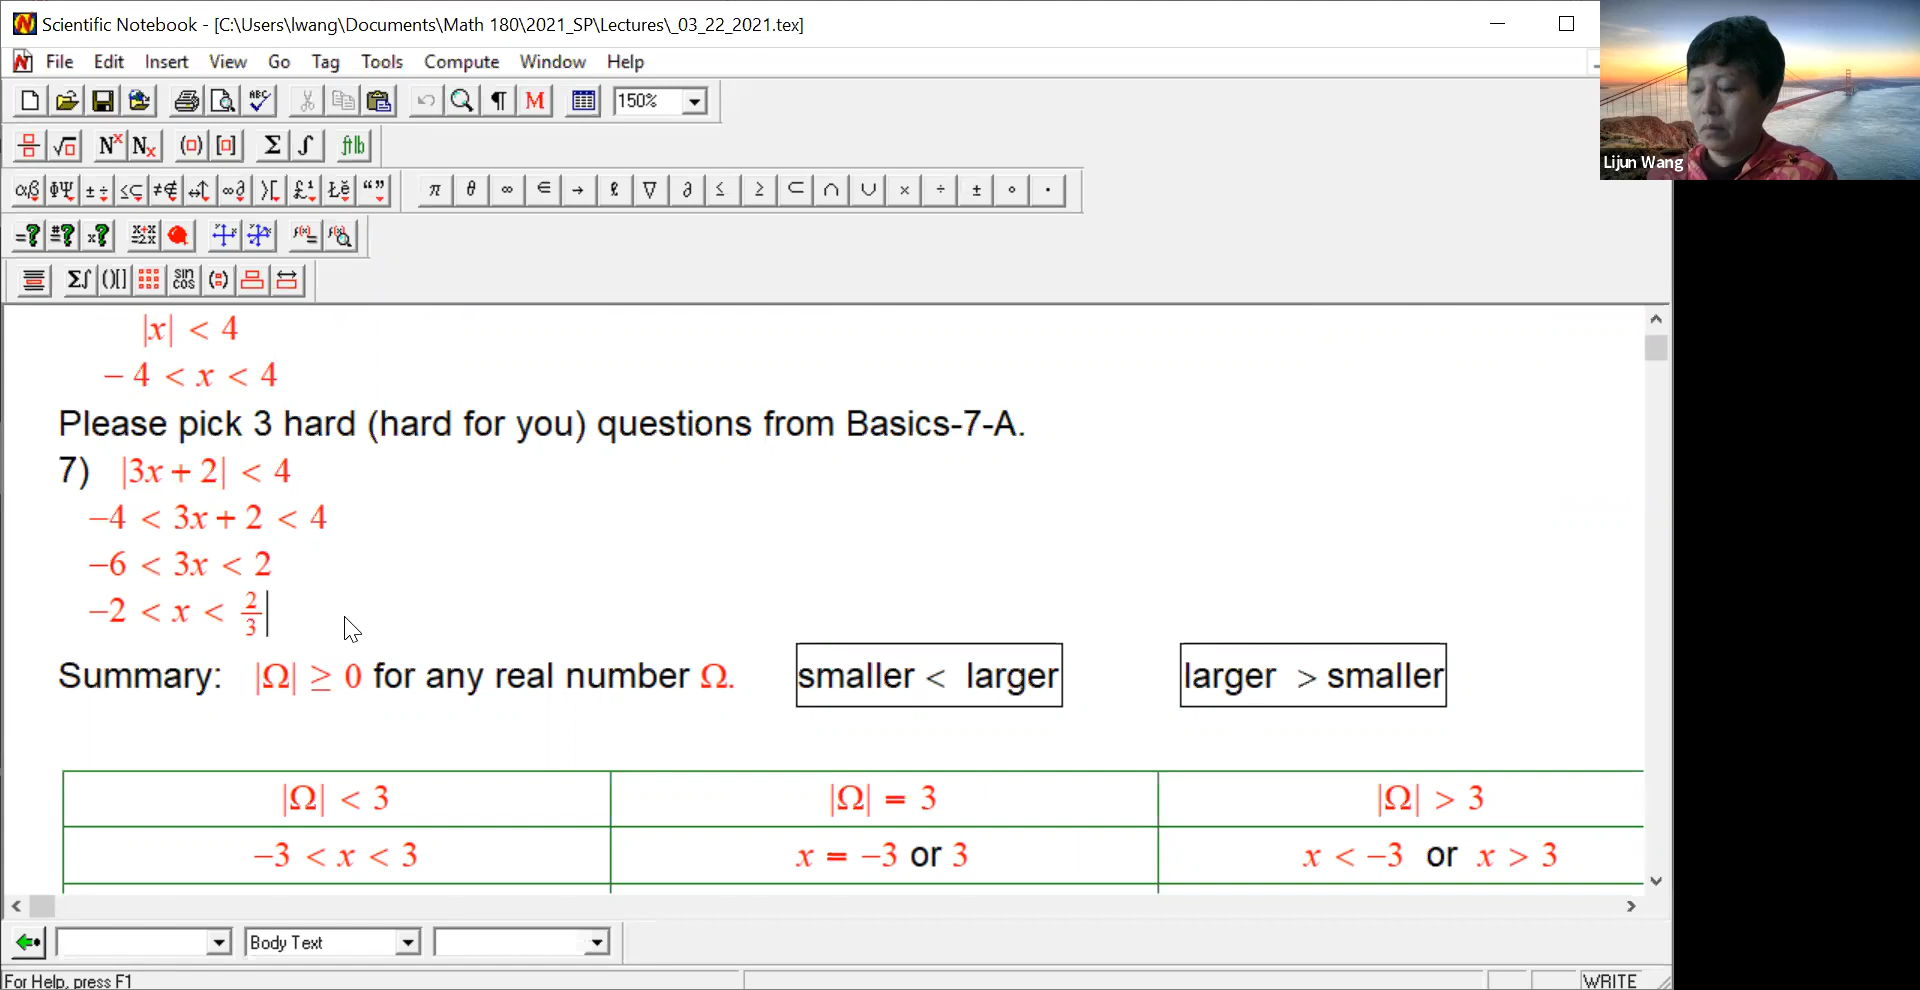 Scientific Notebook - [C:\Users\lwang\Documents\Math 180\2021_SP\Lectures\_03_22_2021.tex]
File Edit Insert View Go Tag Tools Compute Window Help
150%
π θ ∞ ∈ → ℓ ∇ ∂ ≤ ≥ ⊂ ∩ ∪ × ÷ ± ∘ ·
Lijun Wang
|x| < 4
− 4 < x < 4
Please pick 3 hard (hard for you) questions from Basics-7-A.
7) |3x + 2| < 4
−4 < 3x + 2 < 4
−6 < 3x < 2
−2 < x < 2/3
Summary: |Ω| ≥ 0 for any real number Ω. smaller < larger larger > smaller
|Ω| < 3 |Ω| = 3 |Ω| > 3
−3 < x < 3 x = −3 or 3 x < −3 or x > 3
Body Text
For Help, press F1 WRITE